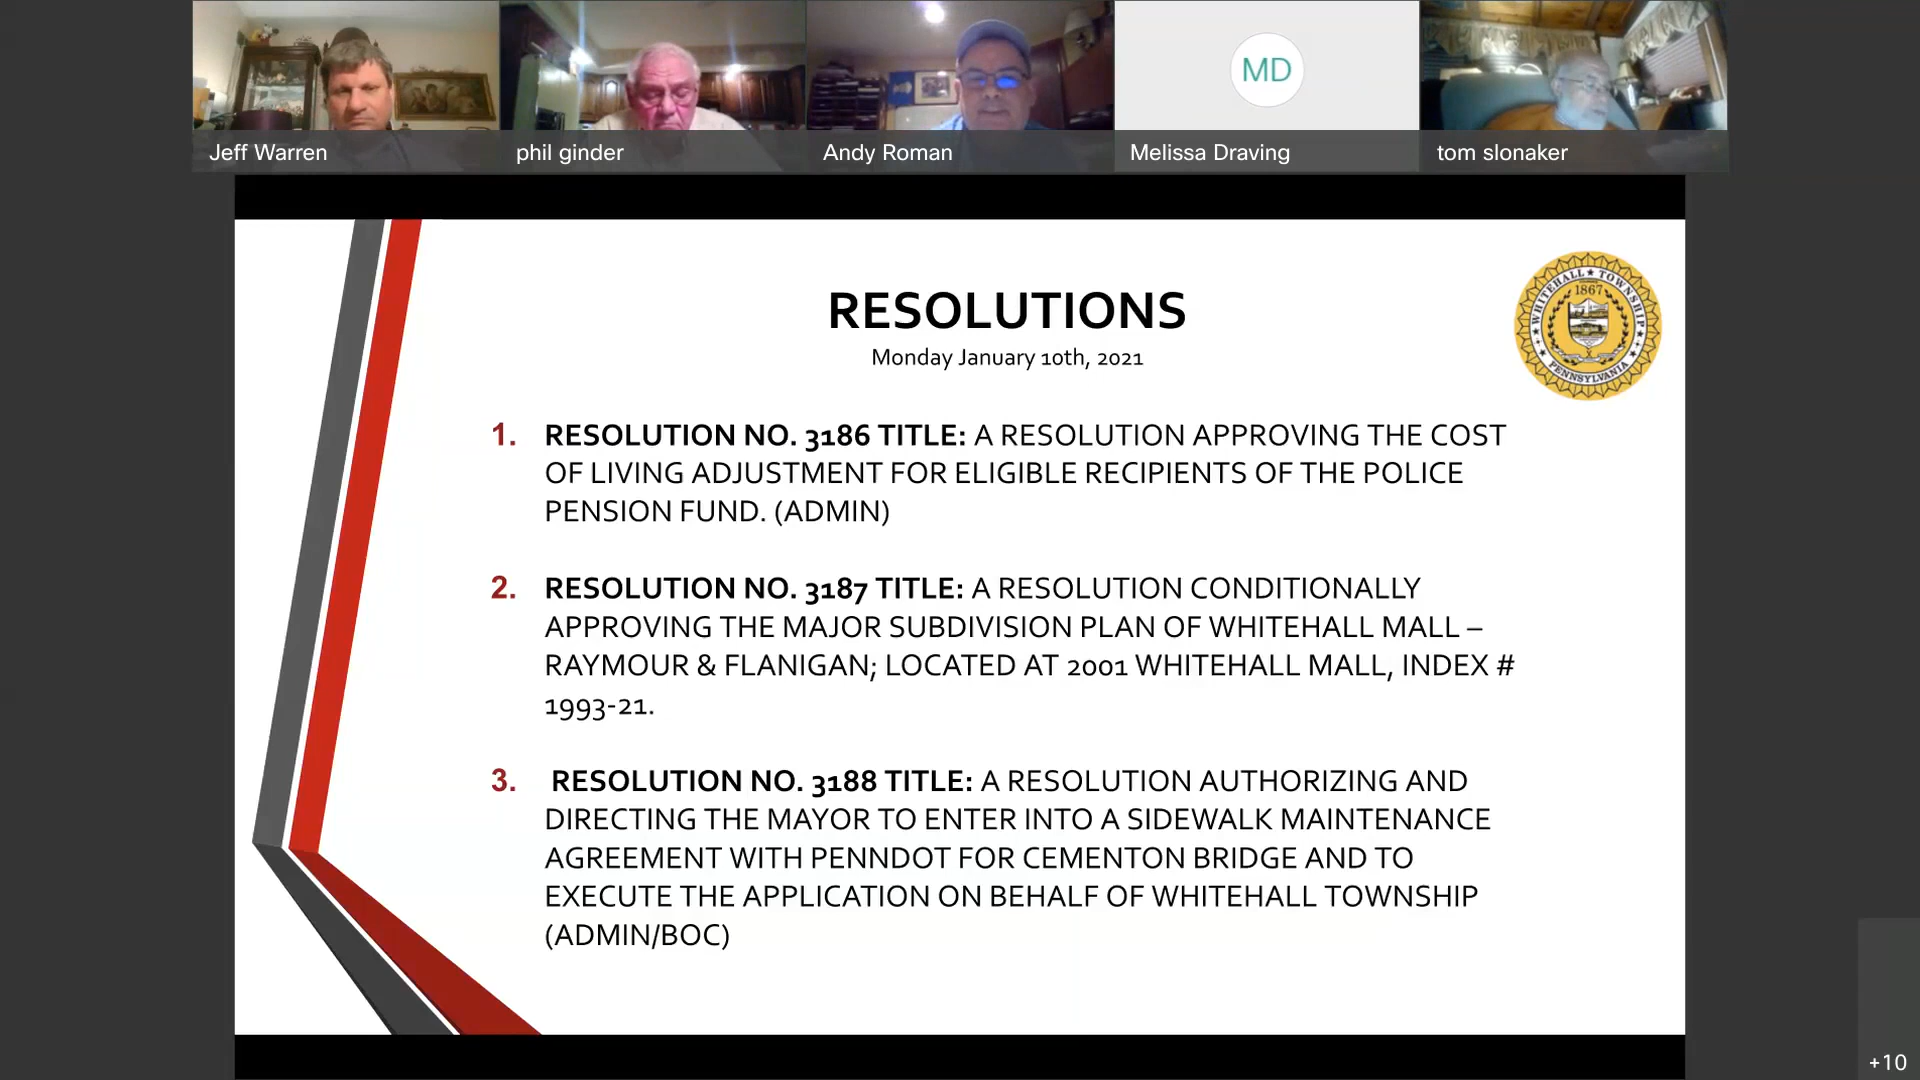 Jeff Warren
phil ginder
Andy Roman
MD
Melissa Draving
tom slonaker
RESOLUTIONS
Monday January 10th, 2021
WHITEHALL ★ TOWNSHIP
1867
PENNSYLVANIA
1. RESOLUTION NO. 3186 TITLE: A RESOLUTION APPROVING THE COST
OF LIVING ADJUSTMENT FOR ELIGIBLE RECIPIENTS OF THE POLICE
PENSION FUND. (ADMIN)
2. RESOLUTION NO. 3187 TITLE: A RESOLUTION CONDITIONALLY
APPROVING THE MAJOR SUBDIVISION PLAN OF WHITEHALL MALL –
RAYMOUR & FLANIGAN; LOCATED AT 2001 WHITEHALL MALL, INDEX #
1993-21.
3. RESOLUTION NO. 3188 TITLE: A RESOLUTION AUTHORIZING AND
DIRECTING THE MAYOR TO ENTER INTO A SIDEWALK MAINTENANCE
AGREEMENT WITH PENNDOT FOR CEMENTON BRIDGE AND TO
EXECUTE THE APPLICATION ON BEHALF OF WHITEHALL TOWNSHIP
(ADMIN/BOC)
+10